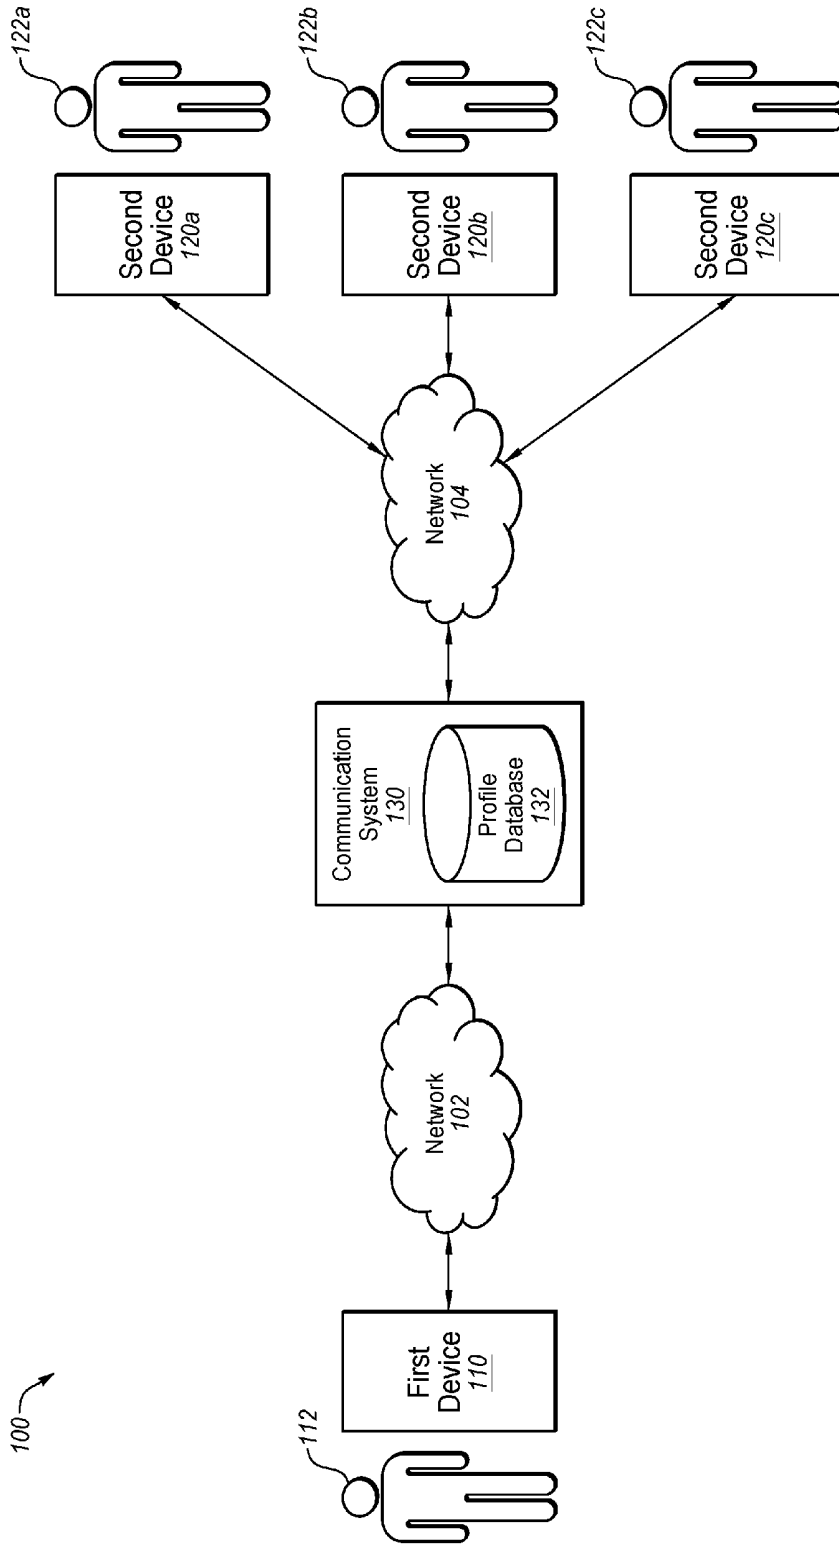 100
112
First
Device
110
Network
102
Communication
System
130
Profile
Database
132
Network
104
Second
Device
120a
122a
Second
Device
120b
122b
Second
Device
120c
122c